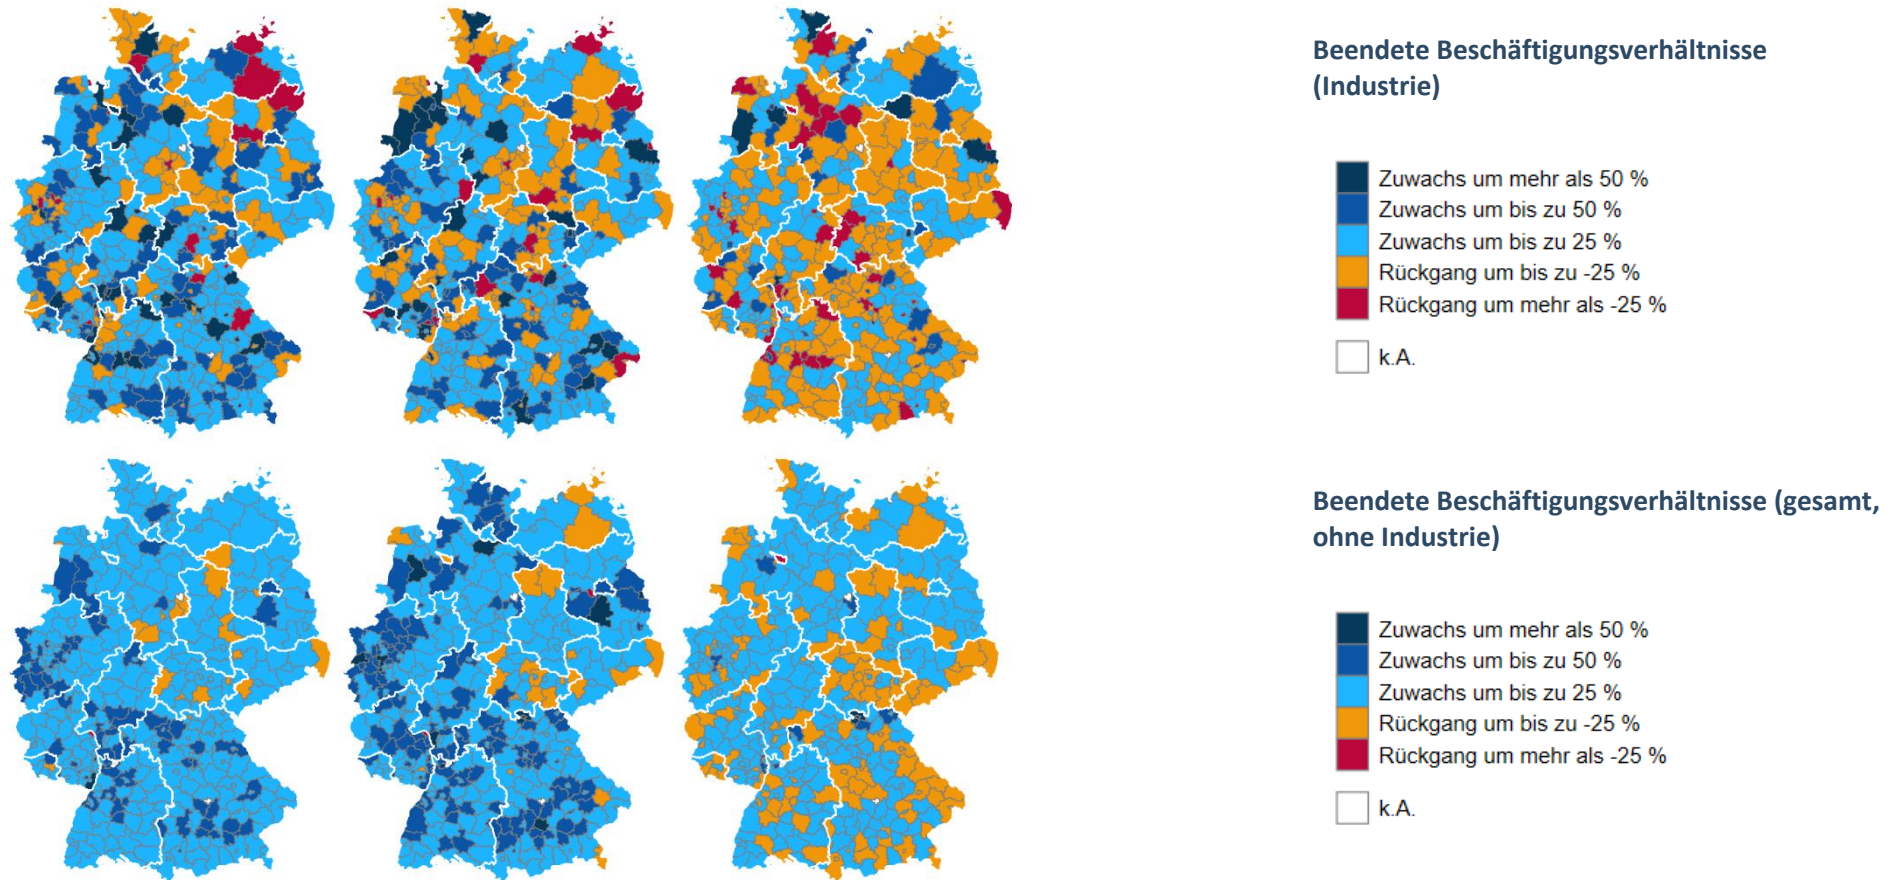 Beendete Beschäftigungsverhältnisse
(Industrie)
Zuwachs um mehr als 50 %
Zuwachs um bis zu 50 %
Zuwachs um bis zu 25 %
Rückgang um bis zu -25 %
Rückgang um mehr als -25 %
k.A.
Beendete Beschäftigungsverhältnisse (gesamt,
ohne Industrie)
Zuwachs um mehr als 50 %
Zuwachs um bis zu 50 %
Zuwachs um bis zu 25 %
Rückgang um bis zu -25 %
Rückgang um mehr als -25 %
k.A.